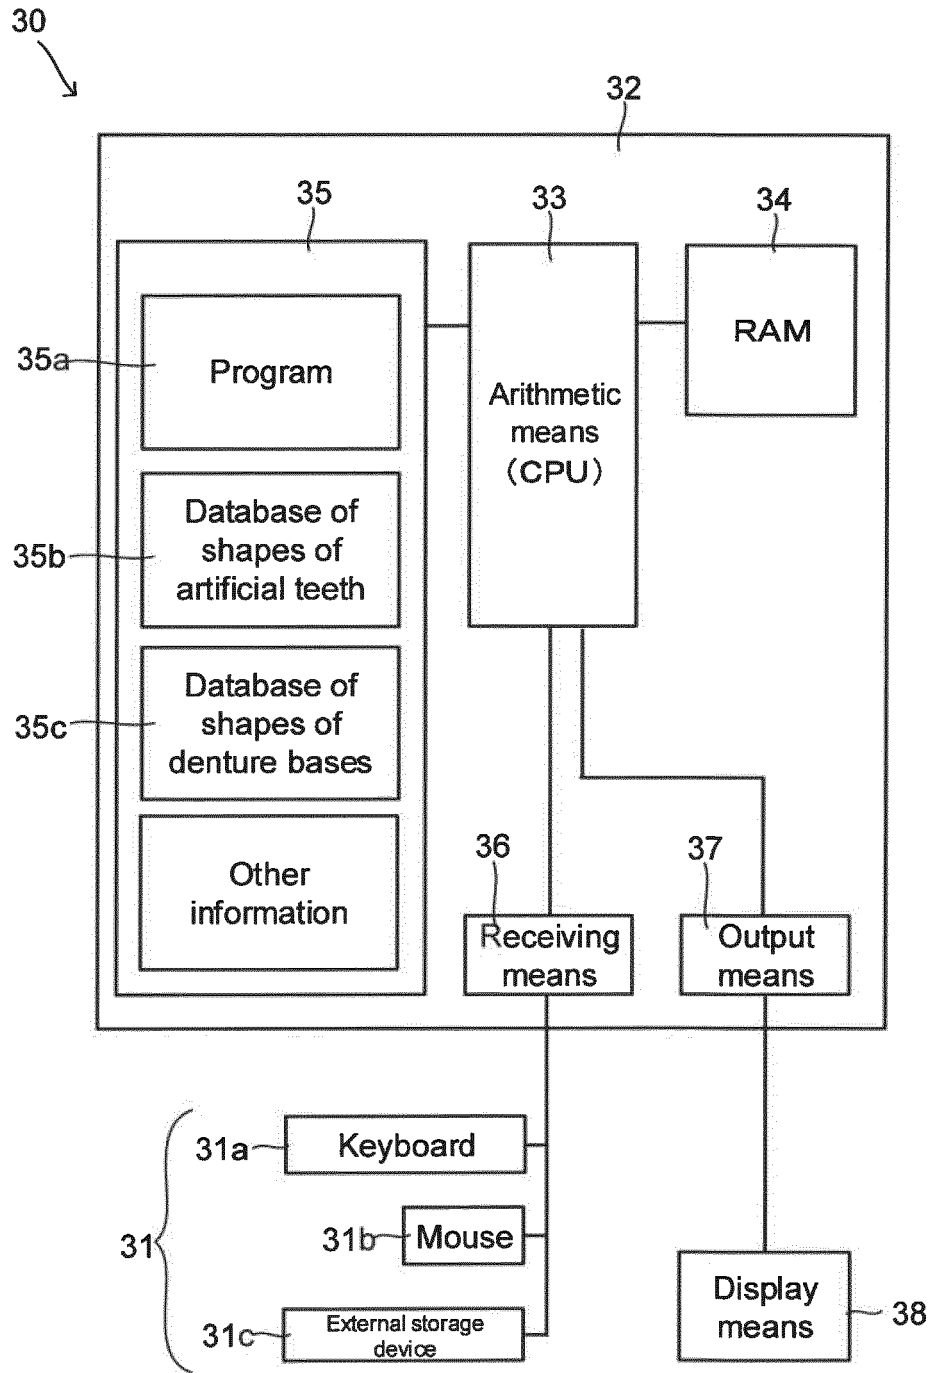 30
32
35
33
34
35a
Program
Arithmetic
means
(CPU)
RAM
35b
Database of
shapes of
artificial teeth
35c
Database of
shapes of
denture bases
Other
information
36
Receiving
means
37
Output
means
31
31a
Keyboard
31b
Mouse
31c
External storage
device
Display
means
38